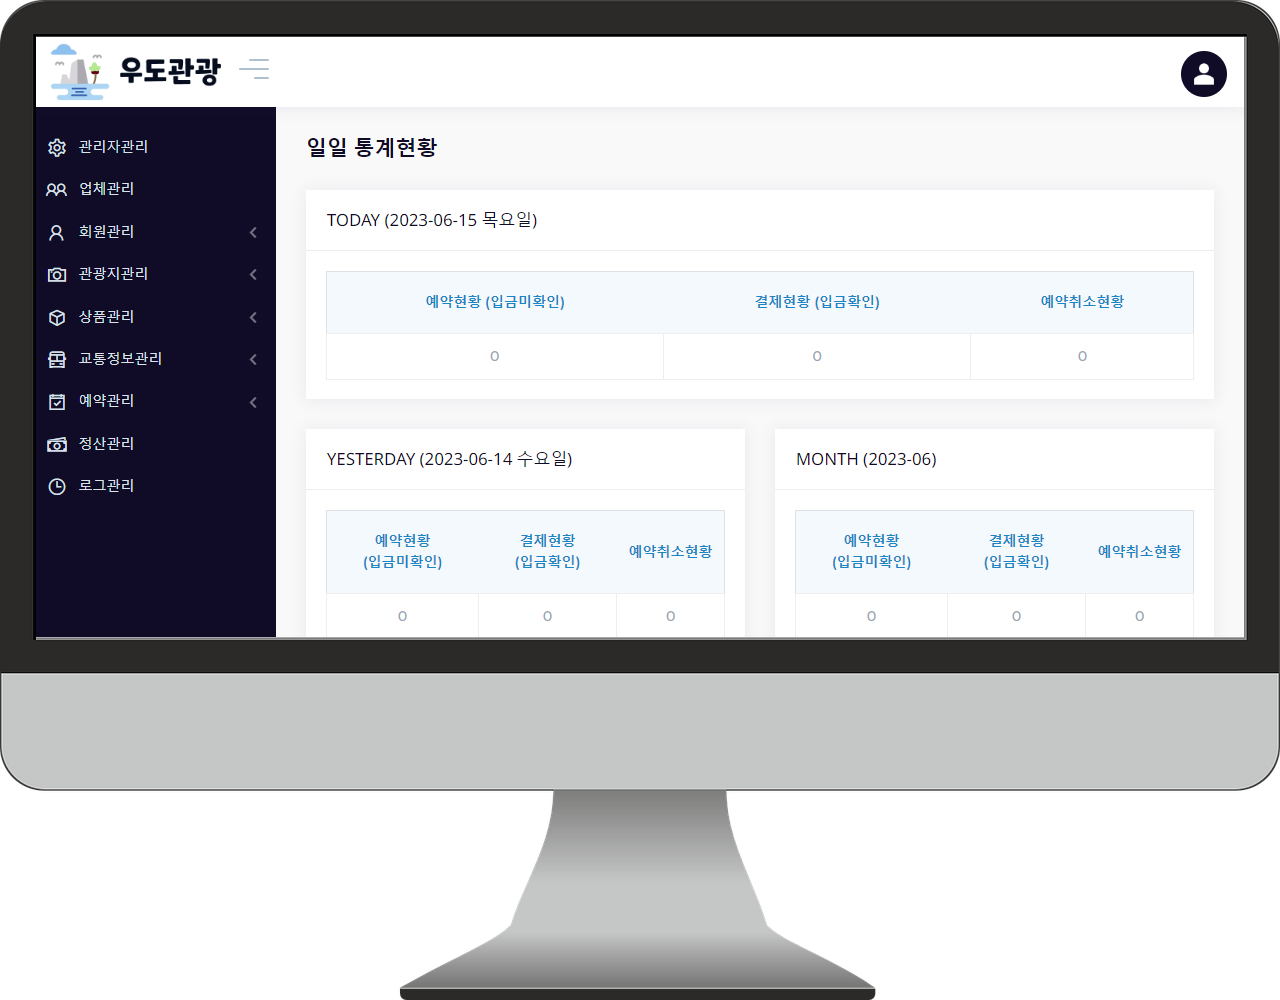 우도관광
관리자관리
업체관리
회원관리
관광지관리
상품관리
교통정보관리
예약관리
정산관리
로그관리
일일 통계현황
TODAY (2023-06-15 목요일)
예약현황 (입금미확인) 결제현황 (입금확인) 예약취소현황
0 0 0
YESTERDAY (2023-06-14 수요일)
예약현황 (입금미확인) 결제현황 (입금확인) 예약취소현황
0 0 0
MONTH (2023-06)
예약현황 (입금미확인) 결제현황 (입금확인) 예약취소현황
0 0 0